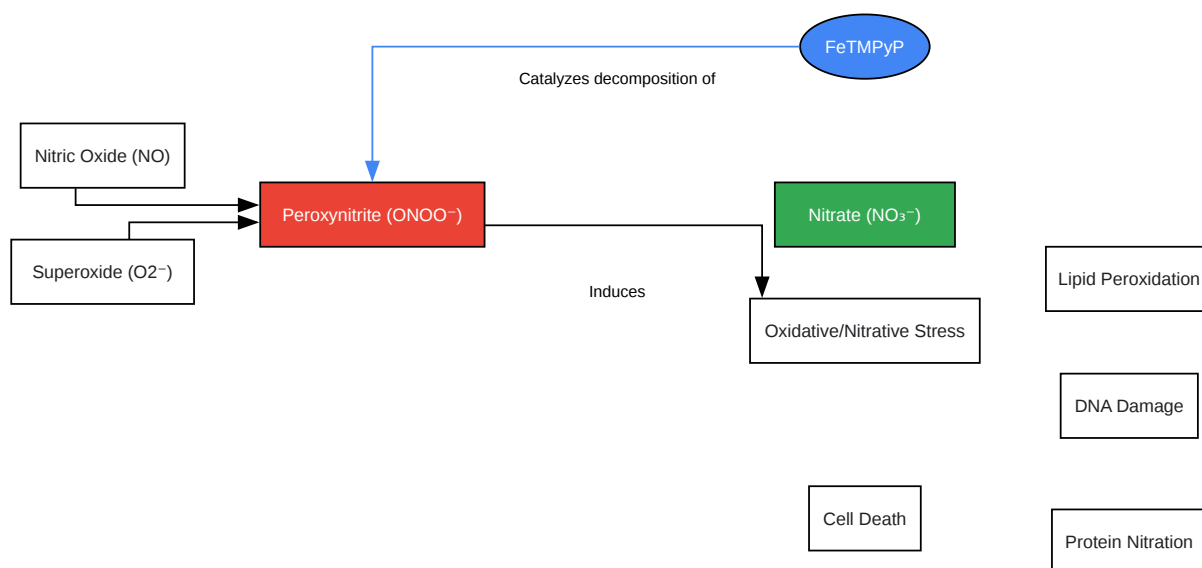 FeTMPyP
Catalyzes decomposition of
Nitric Oxide (NO)
Peroxynitrite (ONOO⁻)
Nitrate (NO₃⁻)
Superoxide (O2⁻)
Lipid Peroxidation
Induces
Oxidative/Nitrative Stress
DNA Damage
Cell Death
Protein Nitration